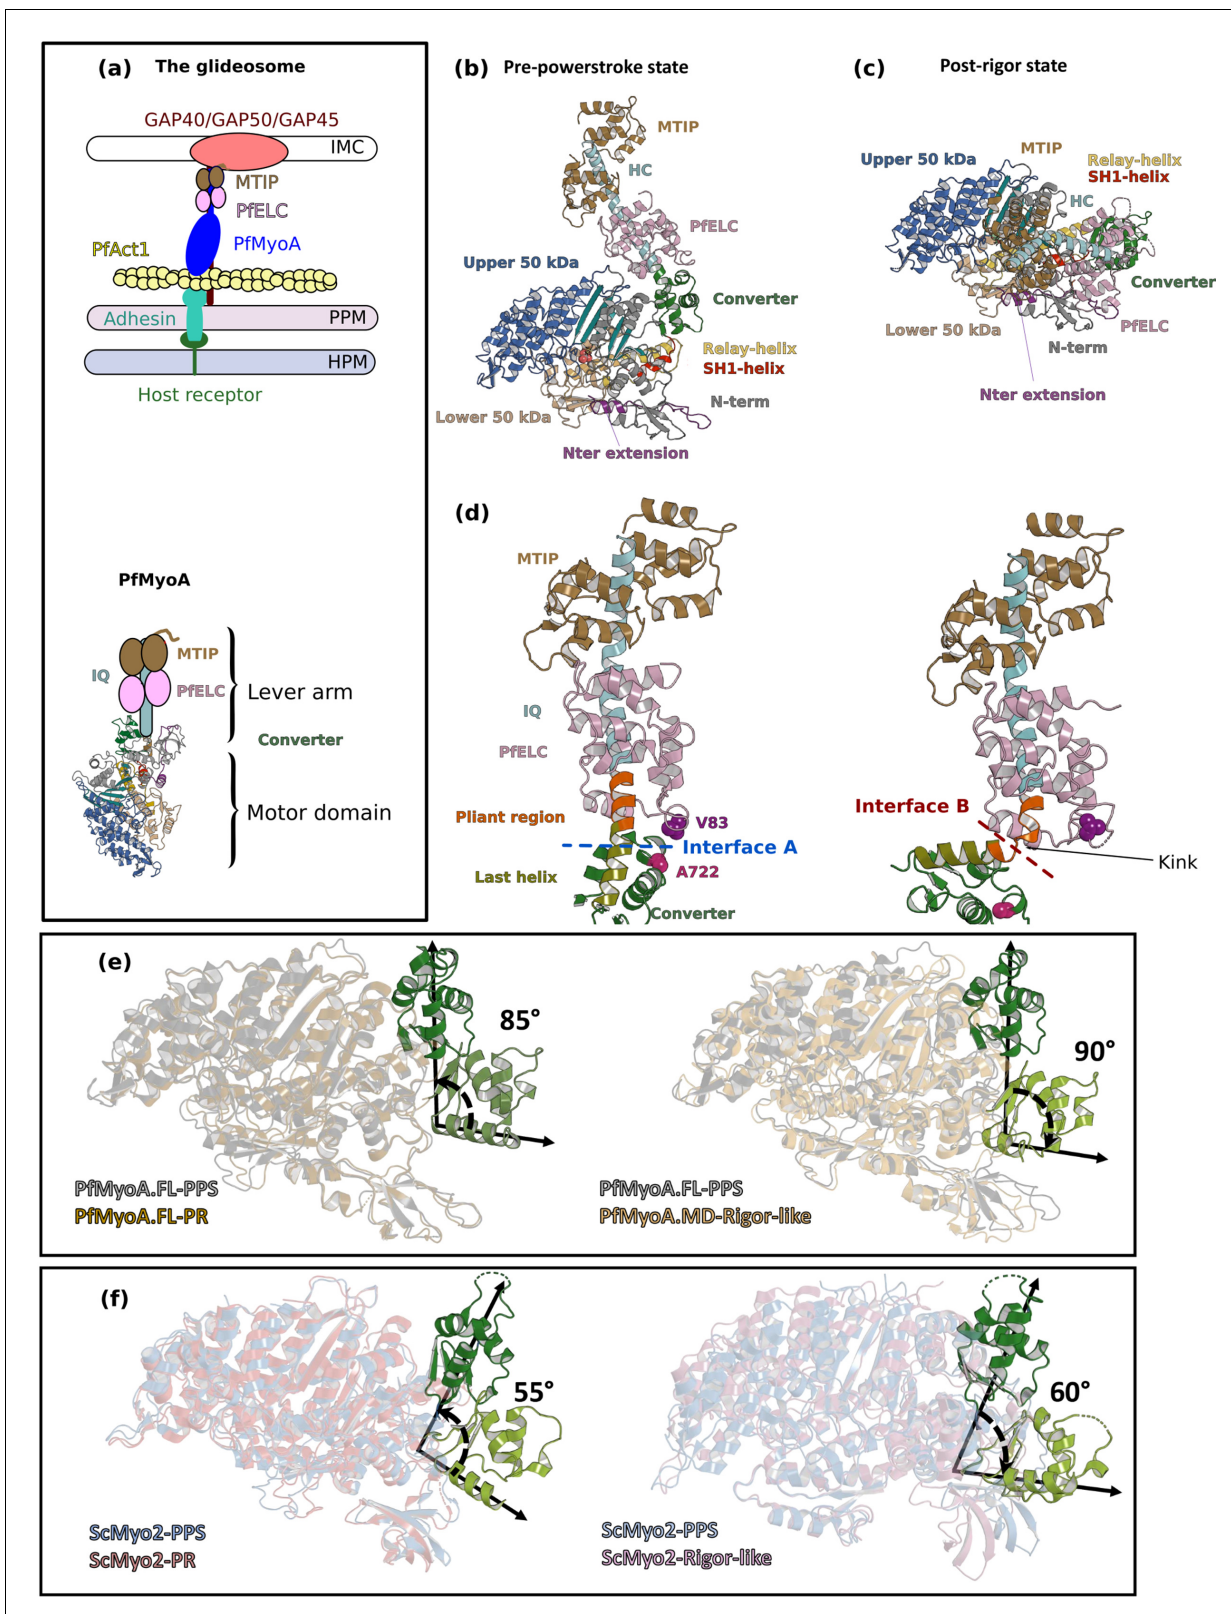 (a) The glideosome
GAP40/GAP50/GAP45
IMC
MTIP
PfELC
PfMyoA
PfAct1
Adhesin
PPM
HPM
Host receptor
PfMyoA
MTIP
IQ
PfELC
Lever arm
Converter
Motor domain
(b) Pre-powerstroke state
MTIP
HC
PfELC
Upper 50 kDa
Converter
Relay-helix
SH1-helix
N-term
Lower 50 kDa
Nter extension
(c) Post-rigor state
MTIP
Upper 50 kDa
Relay-helix
SH1-helix
HC
Converter
PfELC
Lower 50 kDa
N-term
Nter extension
(d)
MTIP
IQ
PfELC
Pliant region
V83
Interface A
A722
Last helix
Converter
Interface B
Kink
(e)
85°
PfMyoA.FL-PPS
PfMyoA.FL-PR
90°
PfMyoA.FL-PPS
PfMyoA.MD-Rigor-like
(f)
55°
ScMyo2-PPS
ScMyo2-PR
60°
ScMyo2-PPS
ScMyo2-Rigor-like